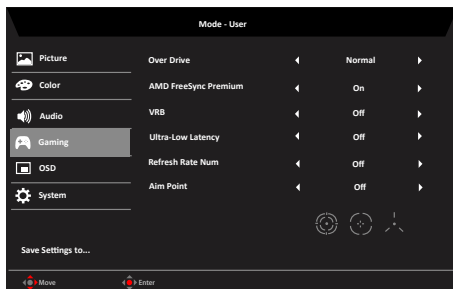 Mode - User
Picture
Color
Audio
Gaming
OSD
System
Save Settings to...
Over Drive Normal
AMD FreeSync Premium On
VRB Off
Ultra-Low Latency Off
Refresh Rate Num Off
Aim Point Off
Move Enter